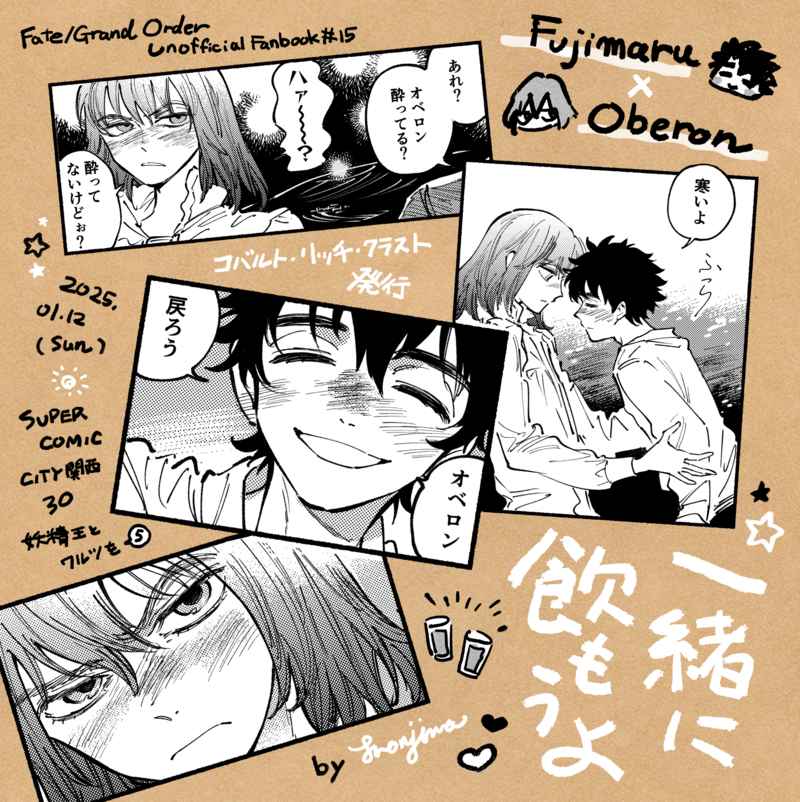 Fate/Grand Order
Unofficial Fanbook#15
Fujimaru
×
Oberon
あれ?
オベロン
酔ってる?
ハァ〜〜〜?
酔って
ないけどぉ?
寒いよ
ふらっ
コバルト・リッチ・クラスト
発行
2025.
01.12
(Sun)
SUPER
COMIC
CITY関西
30
妖精王と
ワルツを
5
戻ろう
オベロン
一緒に
飲もうよ
by